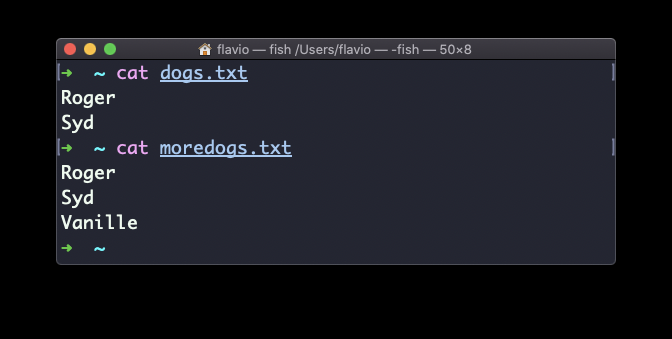 flavio — fish /Users/flavio — -fish — 50×8
➜ ~ cat dogs.txt
Roger
Syd
➜ ~ cat moredogs.txt
Roger
Syd
Vanille
➜ ~